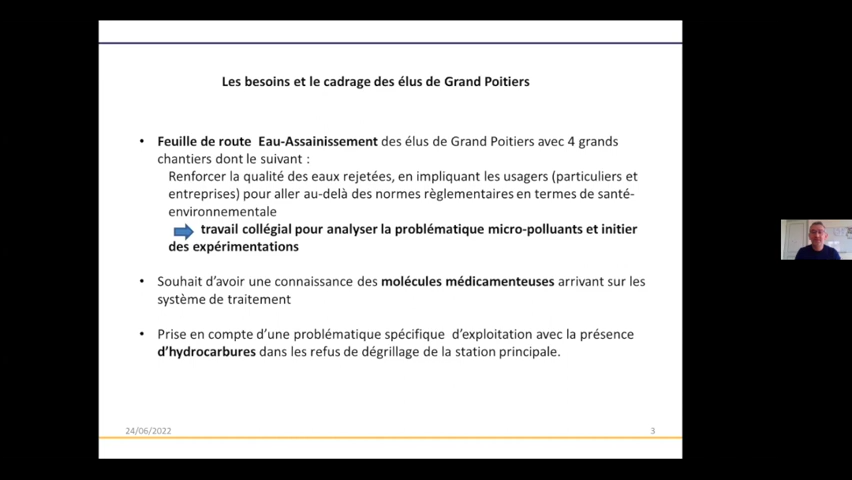 Les besoins et le cadrage des élus de Grand Poitiers
• Feuille de route Eau-Assainissement des élus de Grand Poitiers avec 4 grands
chantiers dont le suivant :
Renforcer la qualité des eaux rejetées, en impliquant les usagers (particuliers et
entreprises) pour aller au-delà des normes règlementaires en termes de santé-
environnementale
travail collégial pour analyser la problématique micro-polluants et initier
des expérimentations
• Souhait d'avoir une connaissance des molécules médicamenteuses arrivant sur les
système de traitement
• Prise en compte d'une problématique spécifique d'exploitation avec la présence
d'hydrocarbures dans les refus de dégrillage de la station principale.
24/06/2022
3